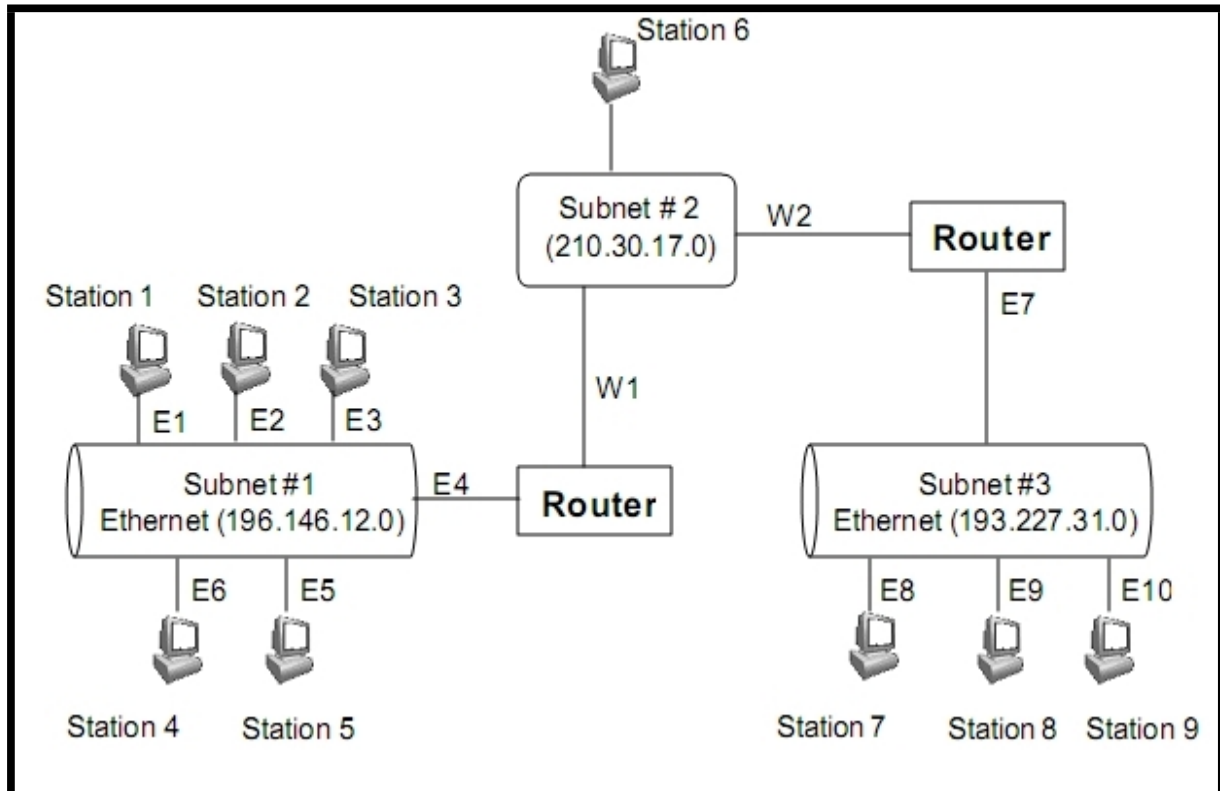 Station 6
Subnet # 2
(210.30.17.0)
W2
Router
E7
Station 1
Station 2
Station 3
E1
E2
E3
W1
Subnet #1
Ethernet (196.146.12.0)
E4
Router
Subnet #3
Ethernet (193.227.31.0)
E6
E5
E8
E9
E10
Station 4
Station 5
Station 7
Station 8
Station 9